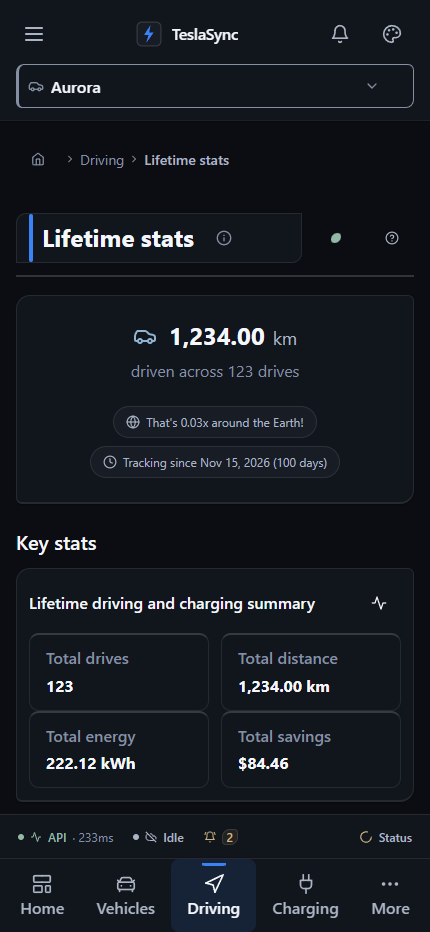 TeslaSync
Aurora
Driving Lifetime stats
Lifetime stats
1,234.00 km
driven across 123 drives
That's 0.03x around the Earth!
Tracking since Nov 15, 2026 (100 days)
Key stats
Lifetime driving and charging summary
Total drives Total distance
123 1,234.00 km
Total energy Total savings
222.12 kWh $84.46
API · 233ms Idle 2 Status
Home Vehicles Driving Charging More